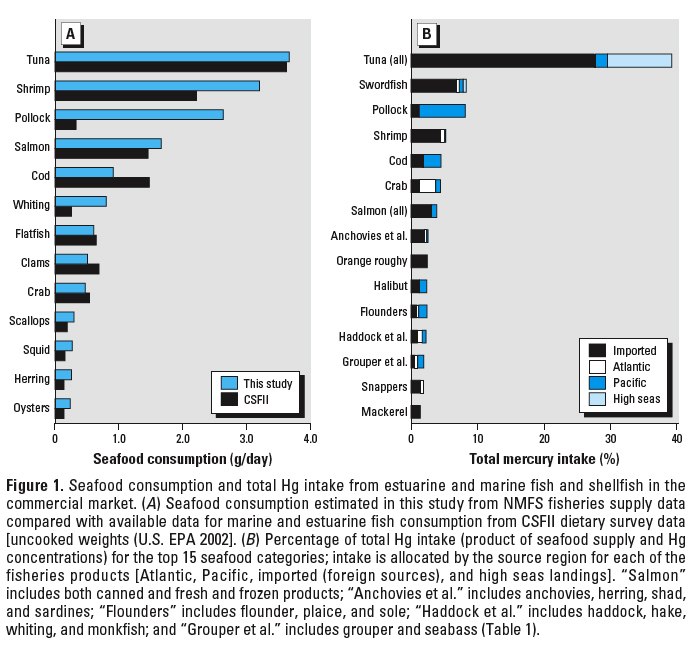 A
Tuna
Shrimp
Pollock
Salmon
Cod
Whiting
Flatfish
Clams
Crab
Scallops
Squid
Herring
Oysters
This study
CSFII
0 1.0 2.0 3.0 4.0
Seafood consumption (g/day)
B
Tuna (all)
Swordfish
Pollock
Shrimp
Cod
Crab
Salmon (all)
Anchovies et al.
Orange roughy
Halibut
Flounders
Haddock et al.
Grouper et al.
Snappers
Mackerel
Imported
Atlantic
Pacific
High seas
0 10 20 30 40
Total mercury intake (%)
Figure 1. Seafood consumption and total Hg intake from estuarine and marine fish and shellfish in the
commercial market. (A) Seafood consumption estimated in this study from NMFS fisheries supply data
compared with available data for marine and estuarine fish consumption from CSFII dietary survey data
[uncooked weights (U.S. EPA 2002]. (B) Percentage of total Hg intake (product of seafood supply and Hg
concentrations) for the top 15 seafood categories; intake is allocated by the source region for each of the
fisheries products [Atlantic, Pacific, imported (foreign sources), and high seas landings]. “Salmon”
includes both canned and fresh and frozen products; “Anchovies et al.” includes anchovies, herring, shad,
and sardines; “Flounders” includes flounder, plaice, and sole; “Haddock et al.” includes haddock, hake,
whiting, and monkfish; and “Grouper et al.” includes grouper and seabass (Table 1).